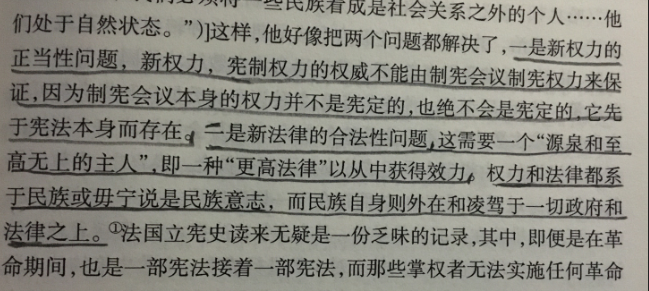 一些民族看成是社会关系之外的个人……他
们处于自然状态。”)]这样,他好像把两个问题都解决了,一是新权力的
正当性问题，新权力，宪制权力的权威不能由制宪会议制宪权力来保
证,因为制宪会议本身的权力并不是宪定的,也绝不会是宪定的,它先
于宪法本身而存在。二是新法律的合法性问题,这需要一个“源泉和至
高无上的主人”,即一种“更高法律”以从中获得效力。权力和法律都系
于民族或毋宁说是民族意志，而民族自身则外在和凌驾于一切政府和
法律之上。①法国立宪史读来无疑是一份乏味的记录,其中,即便是在革
命期间,也是一部宪法接着一部宪法,而那些掌权者无法实施任何革命